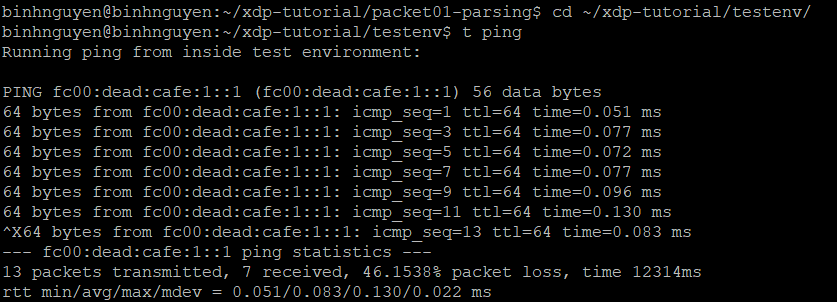 binhnguyen@binhnguyen:~/xdp-tutorial/packet01-parsing$ cd ~/xdp-tutorial/testenv/
binhnguyen@binhnguyen:~/xdp-tutorial/testenv$ t ping
Running ping from inside test environment:
PING fc00:dead:cafe:1::1 (fc00:dead:cafe:1::1) 56 data bytes
64 bytes from fc00:dead:cafe:1::1: icmp_seq=1 ttl=64 time=0.051 ms
64 bytes from fc00:dead:cafe:1::1: icmp_seq=3 ttl=64 time=0.077 ms
64 bytes from fc00:dead:cafe:1::1: icmp_seq=5 ttl=64 time=0.072 ms
64 bytes from fc00:dead:cafe:1::1: icmp_seq=7 ttl=64 time=0.077 ms
64 bytes from fc00:dead:cafe:1::1: icmp_seq=9 ttl=64 time=0.096 ms
64 bytes from fc00:dead:cafe:1::1: icmp_seq=11 ttl=64 time=0.130 ms
^X64 bytes from fc00:dead:cafe:1::1: icmp_seq=13 ttl=64 time=0.083 ms
--- fc00:dead:cafe:1::1 ping statistics ---
13 packets transmitted, 7 received, 46.1538% packet loss, time 12314ms
rtt min/avg/max/mdev = 0.051/0.083/0.130/0.022 ms